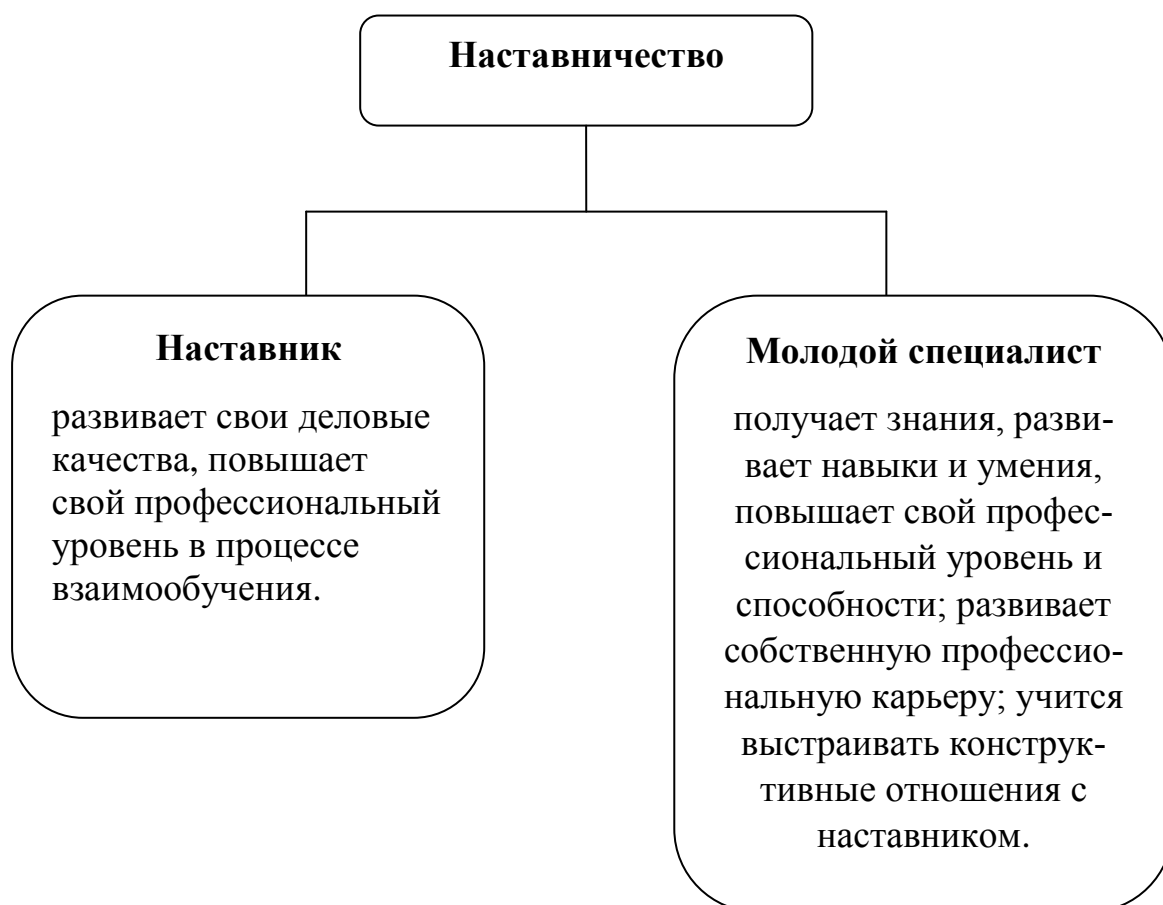 Наставничество
Наставник
развивает свои деловые
качества, повышает
свой профессиональный
уровень в процессе
взаимообучения.
Молодой специалист
получает знания, разви-
вает навыки и умения,
повышает свой профес-
сиональный уровень и
способности; развивает
собственную профессио-
нальную карьеру; учится
выстраивать конструк-
тивные отношения с
наставником.